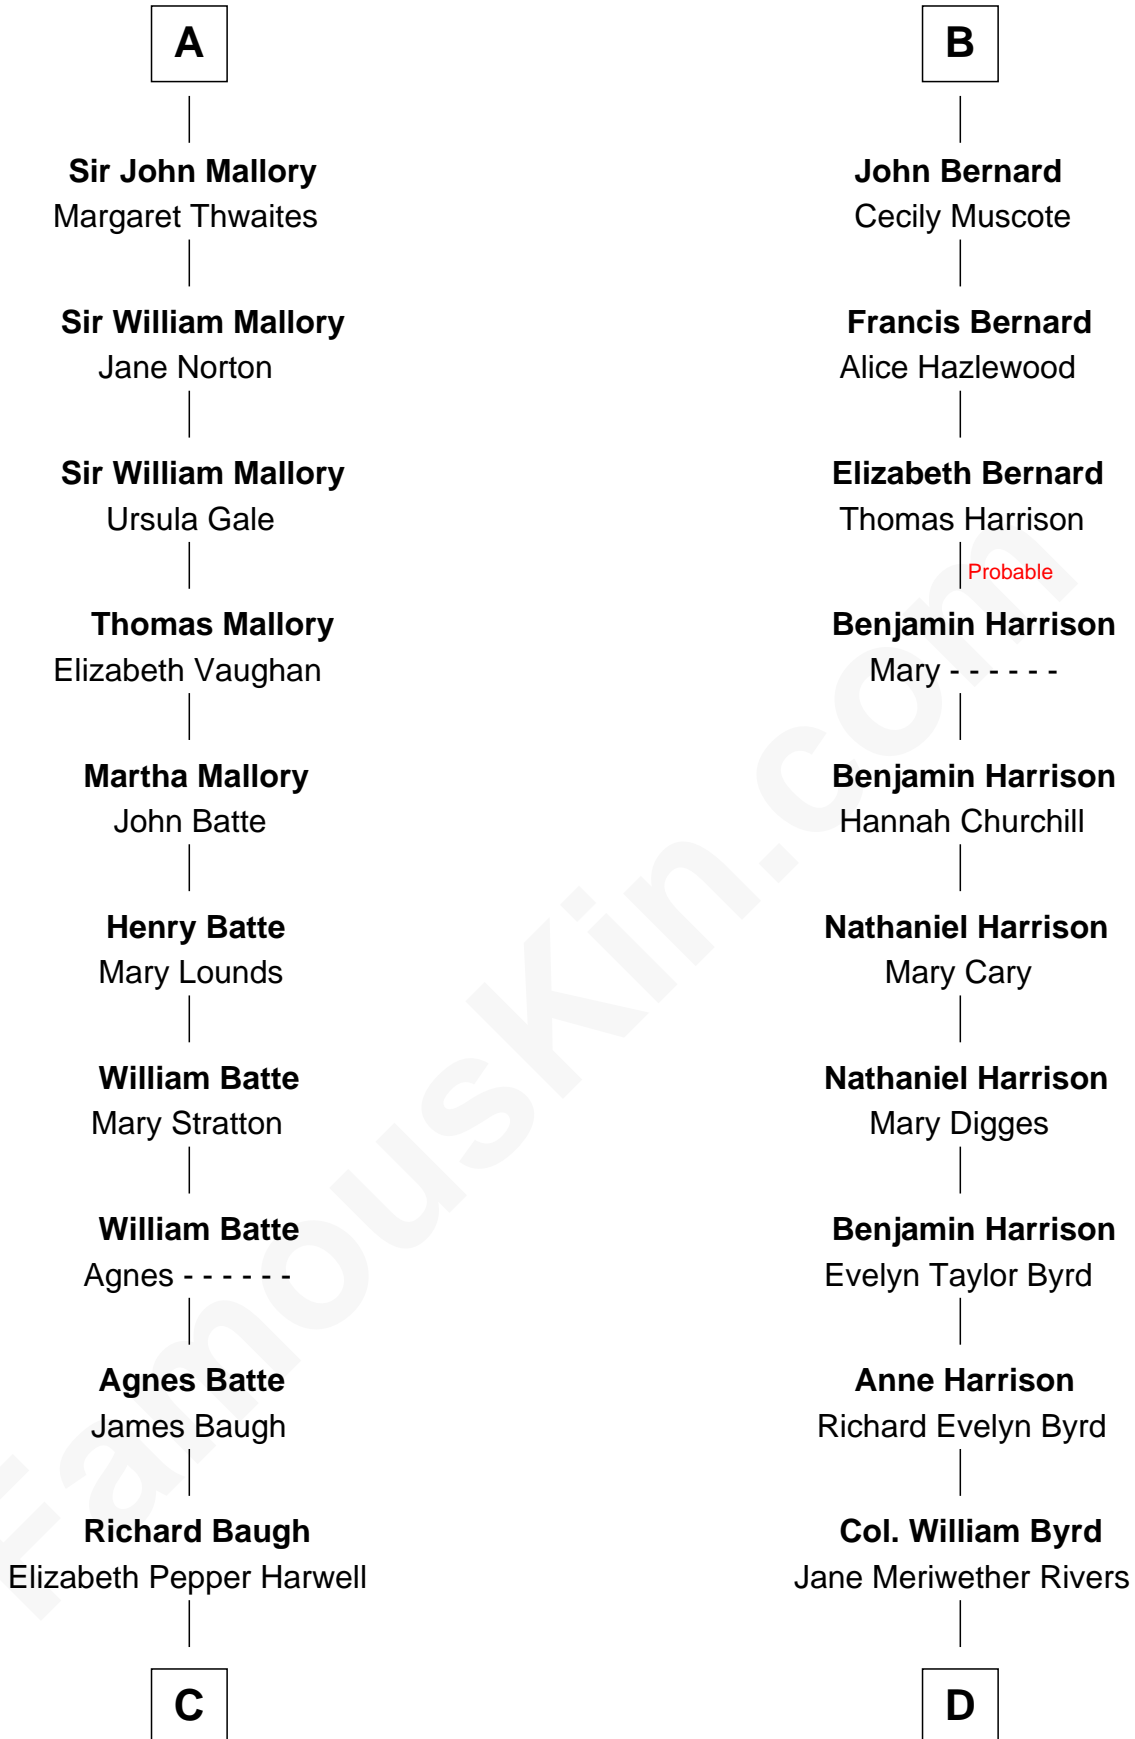 A
Sir John Mallory
Margaret Thwaites
Sir William Mallory
Jane Norton
Sir William Mallory
Ursula Gale
Thomas Mallory
Elizabeth Vaughan
Martha Mallory
John Batte
Henry Batte
Mary Lounds
William Batte
Mary Stratton
William Batte
Agnes - - - - - -
Agnes Batte
James Baugh
Richard Baugh
Elizabeth Pepper Harwell
C
B
John Bernard
Cecily Muscote
Francis Bernard
Alice Hazlewood
Elizabeth Bernard
Thomas Harrison
Probable
Benjamin Harrison
Mary - - - - - -
Benjamin Harrison
Hannah Churchill
Nathaniel Harrison
Mary Cary
Nathaniel Harrison
Mary Digges
Benjamin Harrison
Evelyn Taylor Byrd
Anne Harrison
Richard Evelyn Byrd
Col. William Byrd
Jane Meriwether Rivers
D
FamousKin.com